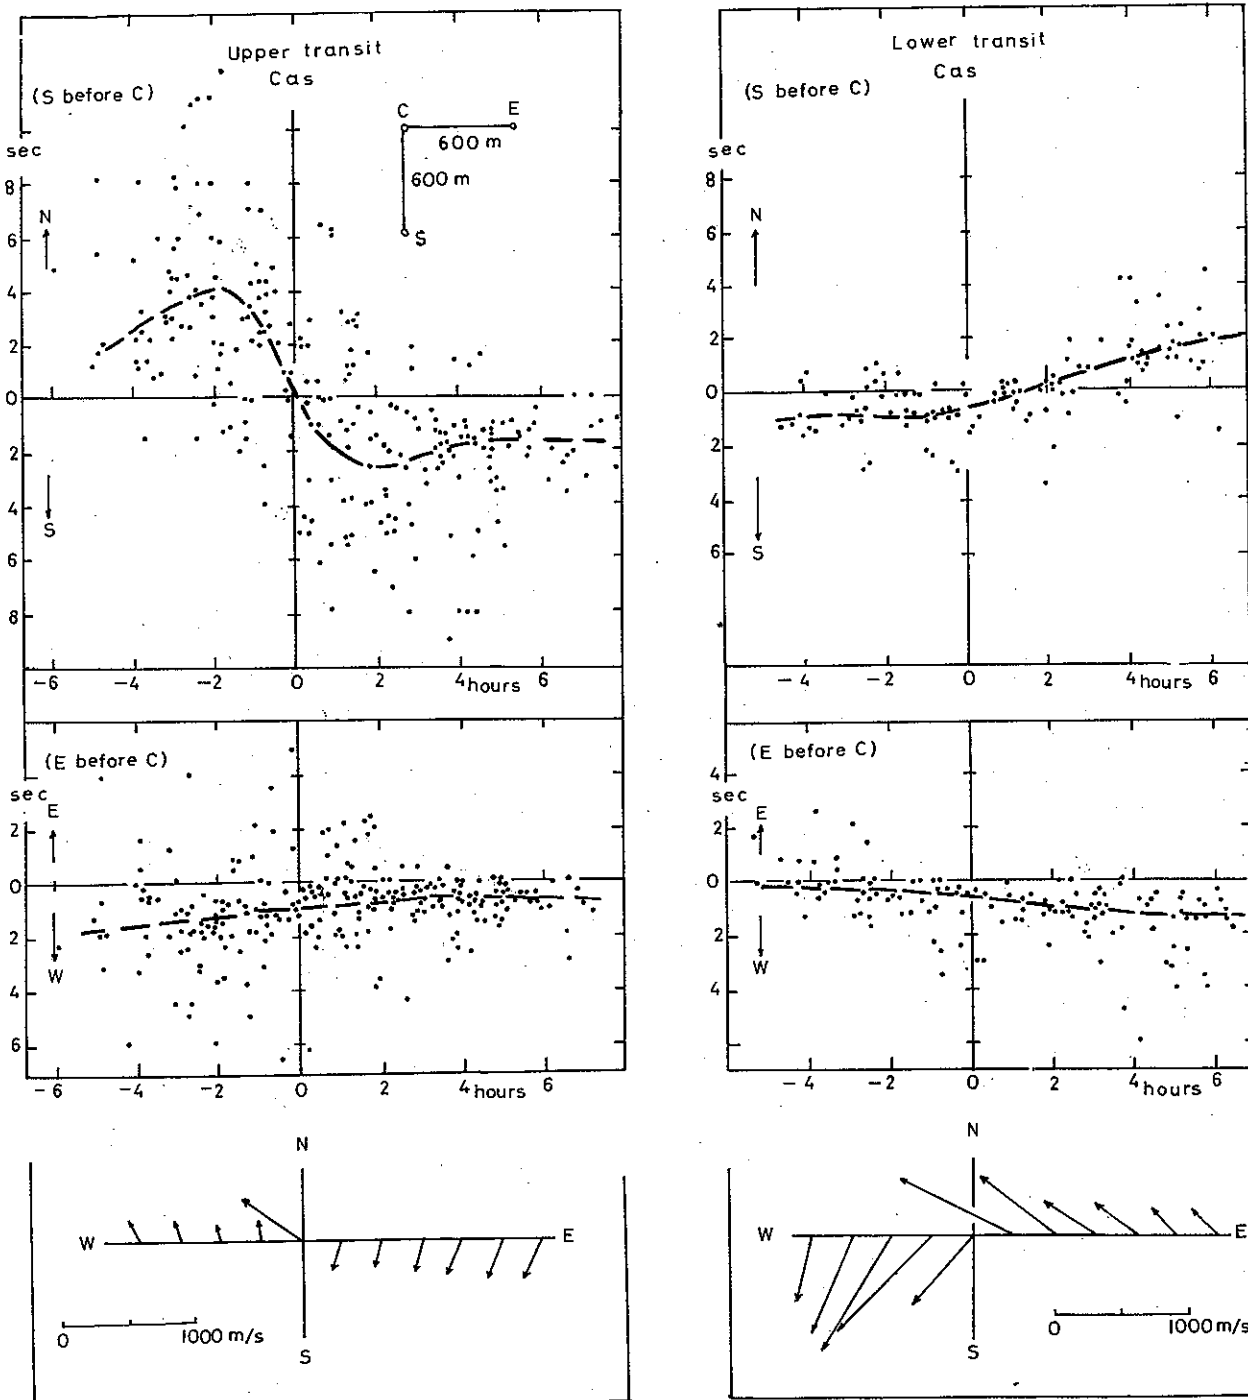 Upper transit
Cas
(S before C)
C E
600 m
600 m
S
sec
8
6
4
2
0
2
4
6
8
N
S
-6 -4 -2 0 2 4 hours 6
(E before C)
sec
E
2
0
2
4
6
W
-6 -4 -2 0 2 4 hours 6
N
W E
S
0 1000 m/s
Lower transit
Cas
(S before C)
sec
8
6
4
2
0
2
4
6
N
S
-4 -2 0 2 4 hours 6
(E before C)
4
sec
E
2
0
2
4
W
-4 -2 0 2 4 hours 6
N
W E
S
0 1000 m/s